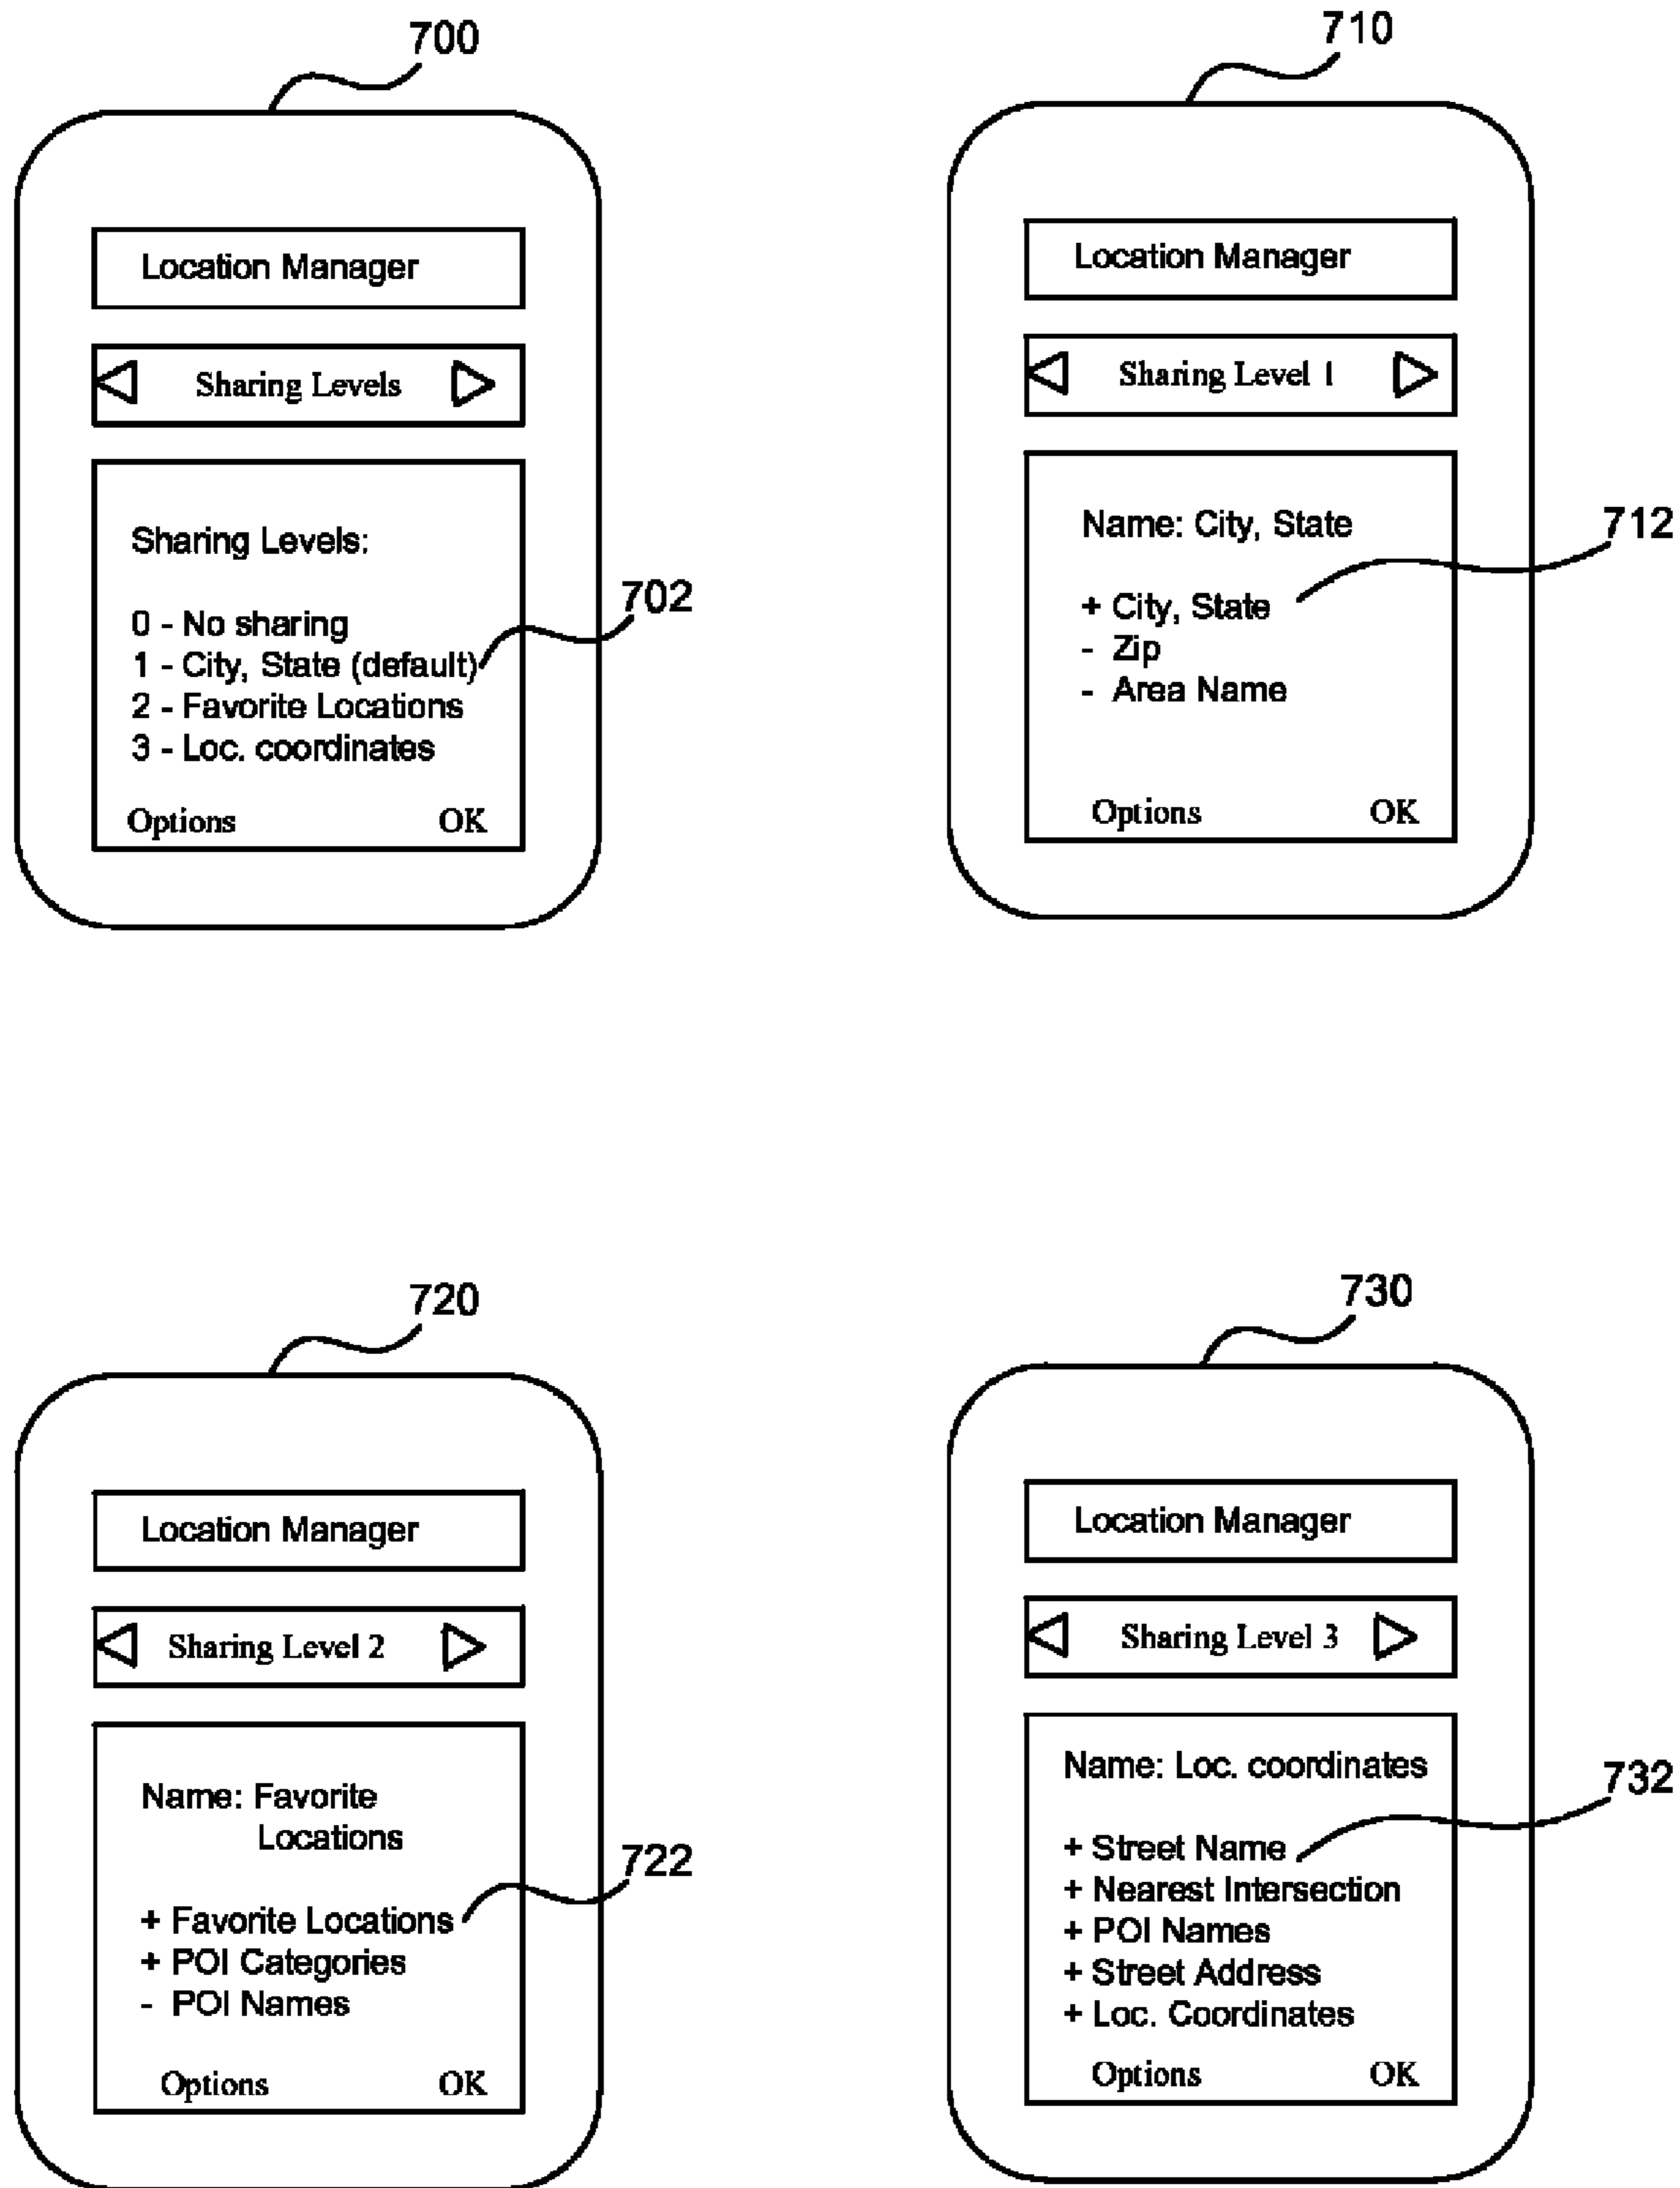 700
Location Manager
Sharing Levels
Sharing Levels:
0 - No sharing
1 - City, State (default)
2 - Favorite Locations
3 - Loc. coordinates
Options OK
702
710
Location Manager
Sharing Level 1
Name: City, State
+ City, State
- Zip
- Area Name
Options OK
712
720
Location Manager
Sharing Level 2
Name: Favorite
Locations
+ Favorite Locations
+ POI Categories
- POI Names
Options OK
722
730
Location Manager
Sharing Level 3
Name: Loc. coordinates
+ Street Name
+ Nearest Intersection
+ POI Names
+ Street Address
+ Loc. Coordinates
Options OK
732